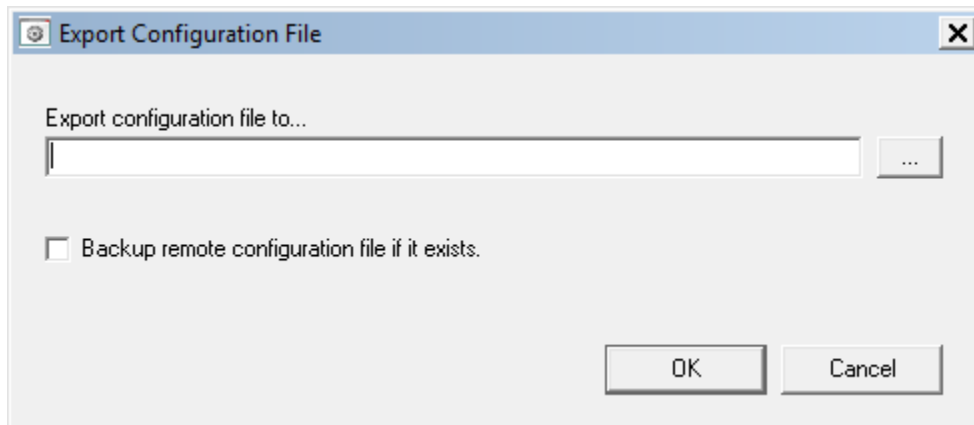 Export Configuration File
Export configuration file to...
...
Backup remote configuration file if it exists.
OK Cancel